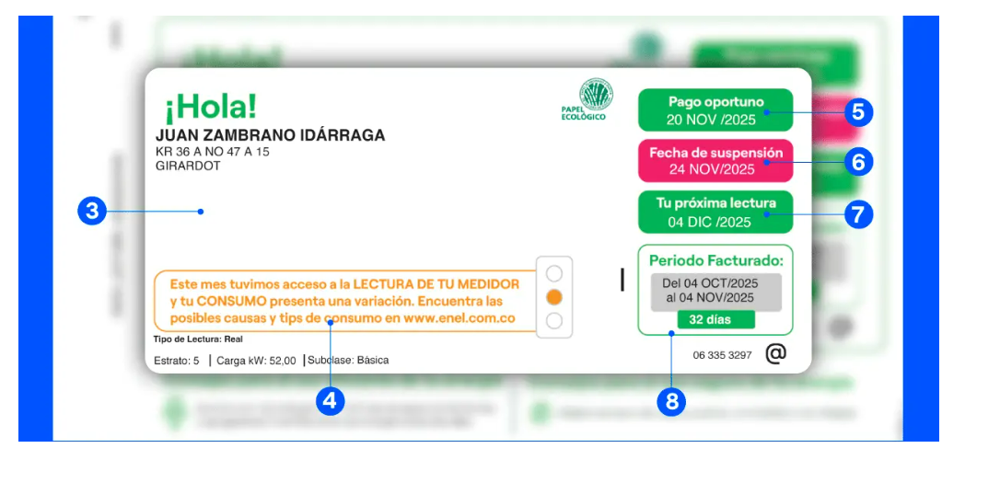 ¡Hola!
JUAN ZAMBRANO IDÁRRAGA
KR 36 A NO 47 A 15
GIRARDOT
PAPEL
ECOLÓGICO
Pago oportuno
20 NOV /2025
5
Fecha de suspensión
24 NOV/2025
6
Tu próxima lectura
04 DIC /2025
7
3
Periodo Facturado:
Del 04 OCT/2025
al 04 NOV/2025
32 días
8
Este mes tuvimos acceso a la LECTURA DE TU MEDIDOR
y tu CONSUMO presenta una variación. Encuentra las
posibles causas y tips de consumo en www.enel.com.co
4
Tipo de Lectura: Real
Estrato: 5 | Carga kW: 52,00 | Subclase: Básica
06 335 3297 @